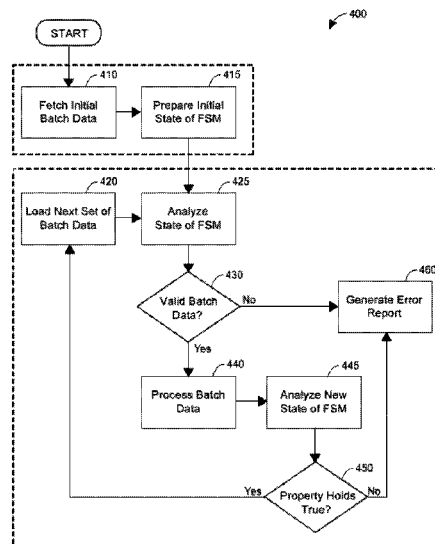 400
START
410
Fetch Initial
Batch Data
415
Prepare Initial
State of FSM
420
Load Next Set of
Batch Data
425
Analyze
State of FSM
430
Valid Batch
Data?
No
Yes
460
Generate Error
Report
440
Process Batch
Data
445
Analyze New
State of FSM
450
Property Holds
True?
Yes
No